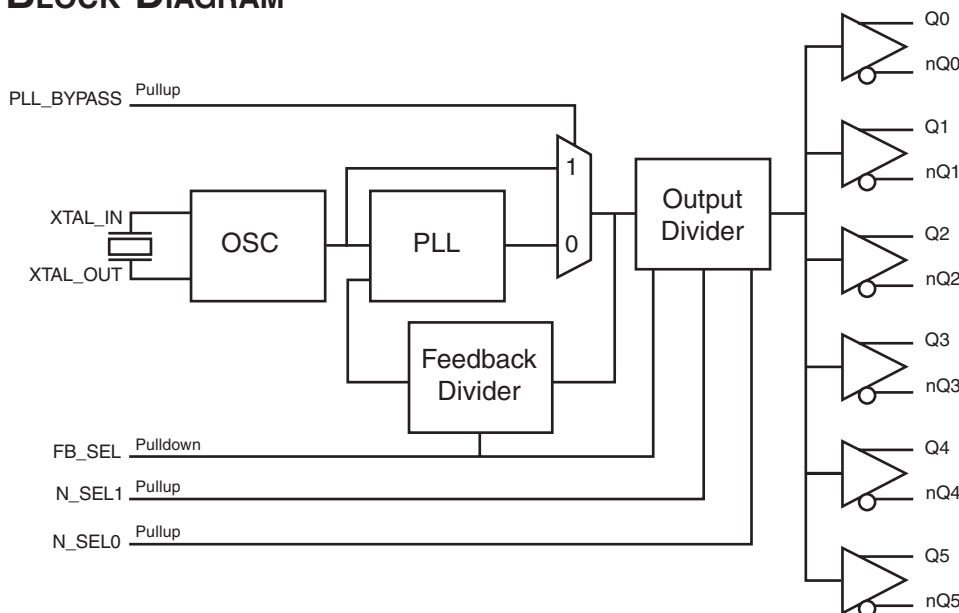 BLOCK DIAGRAM
PLL_BYPASS Pullup
XTAL_IN
XTAL_OUT
OSC
PLL
1
0
Output
Divider
Feedback
Divider
FB_SEL Pulldown
N_SEL1 Pullup
N_SEL0 Pullup
Q0
nQ0
Q1
nQ1
Q2
nQ2
Q3
nQ3
Q4
nQ4
Q5
nQ5